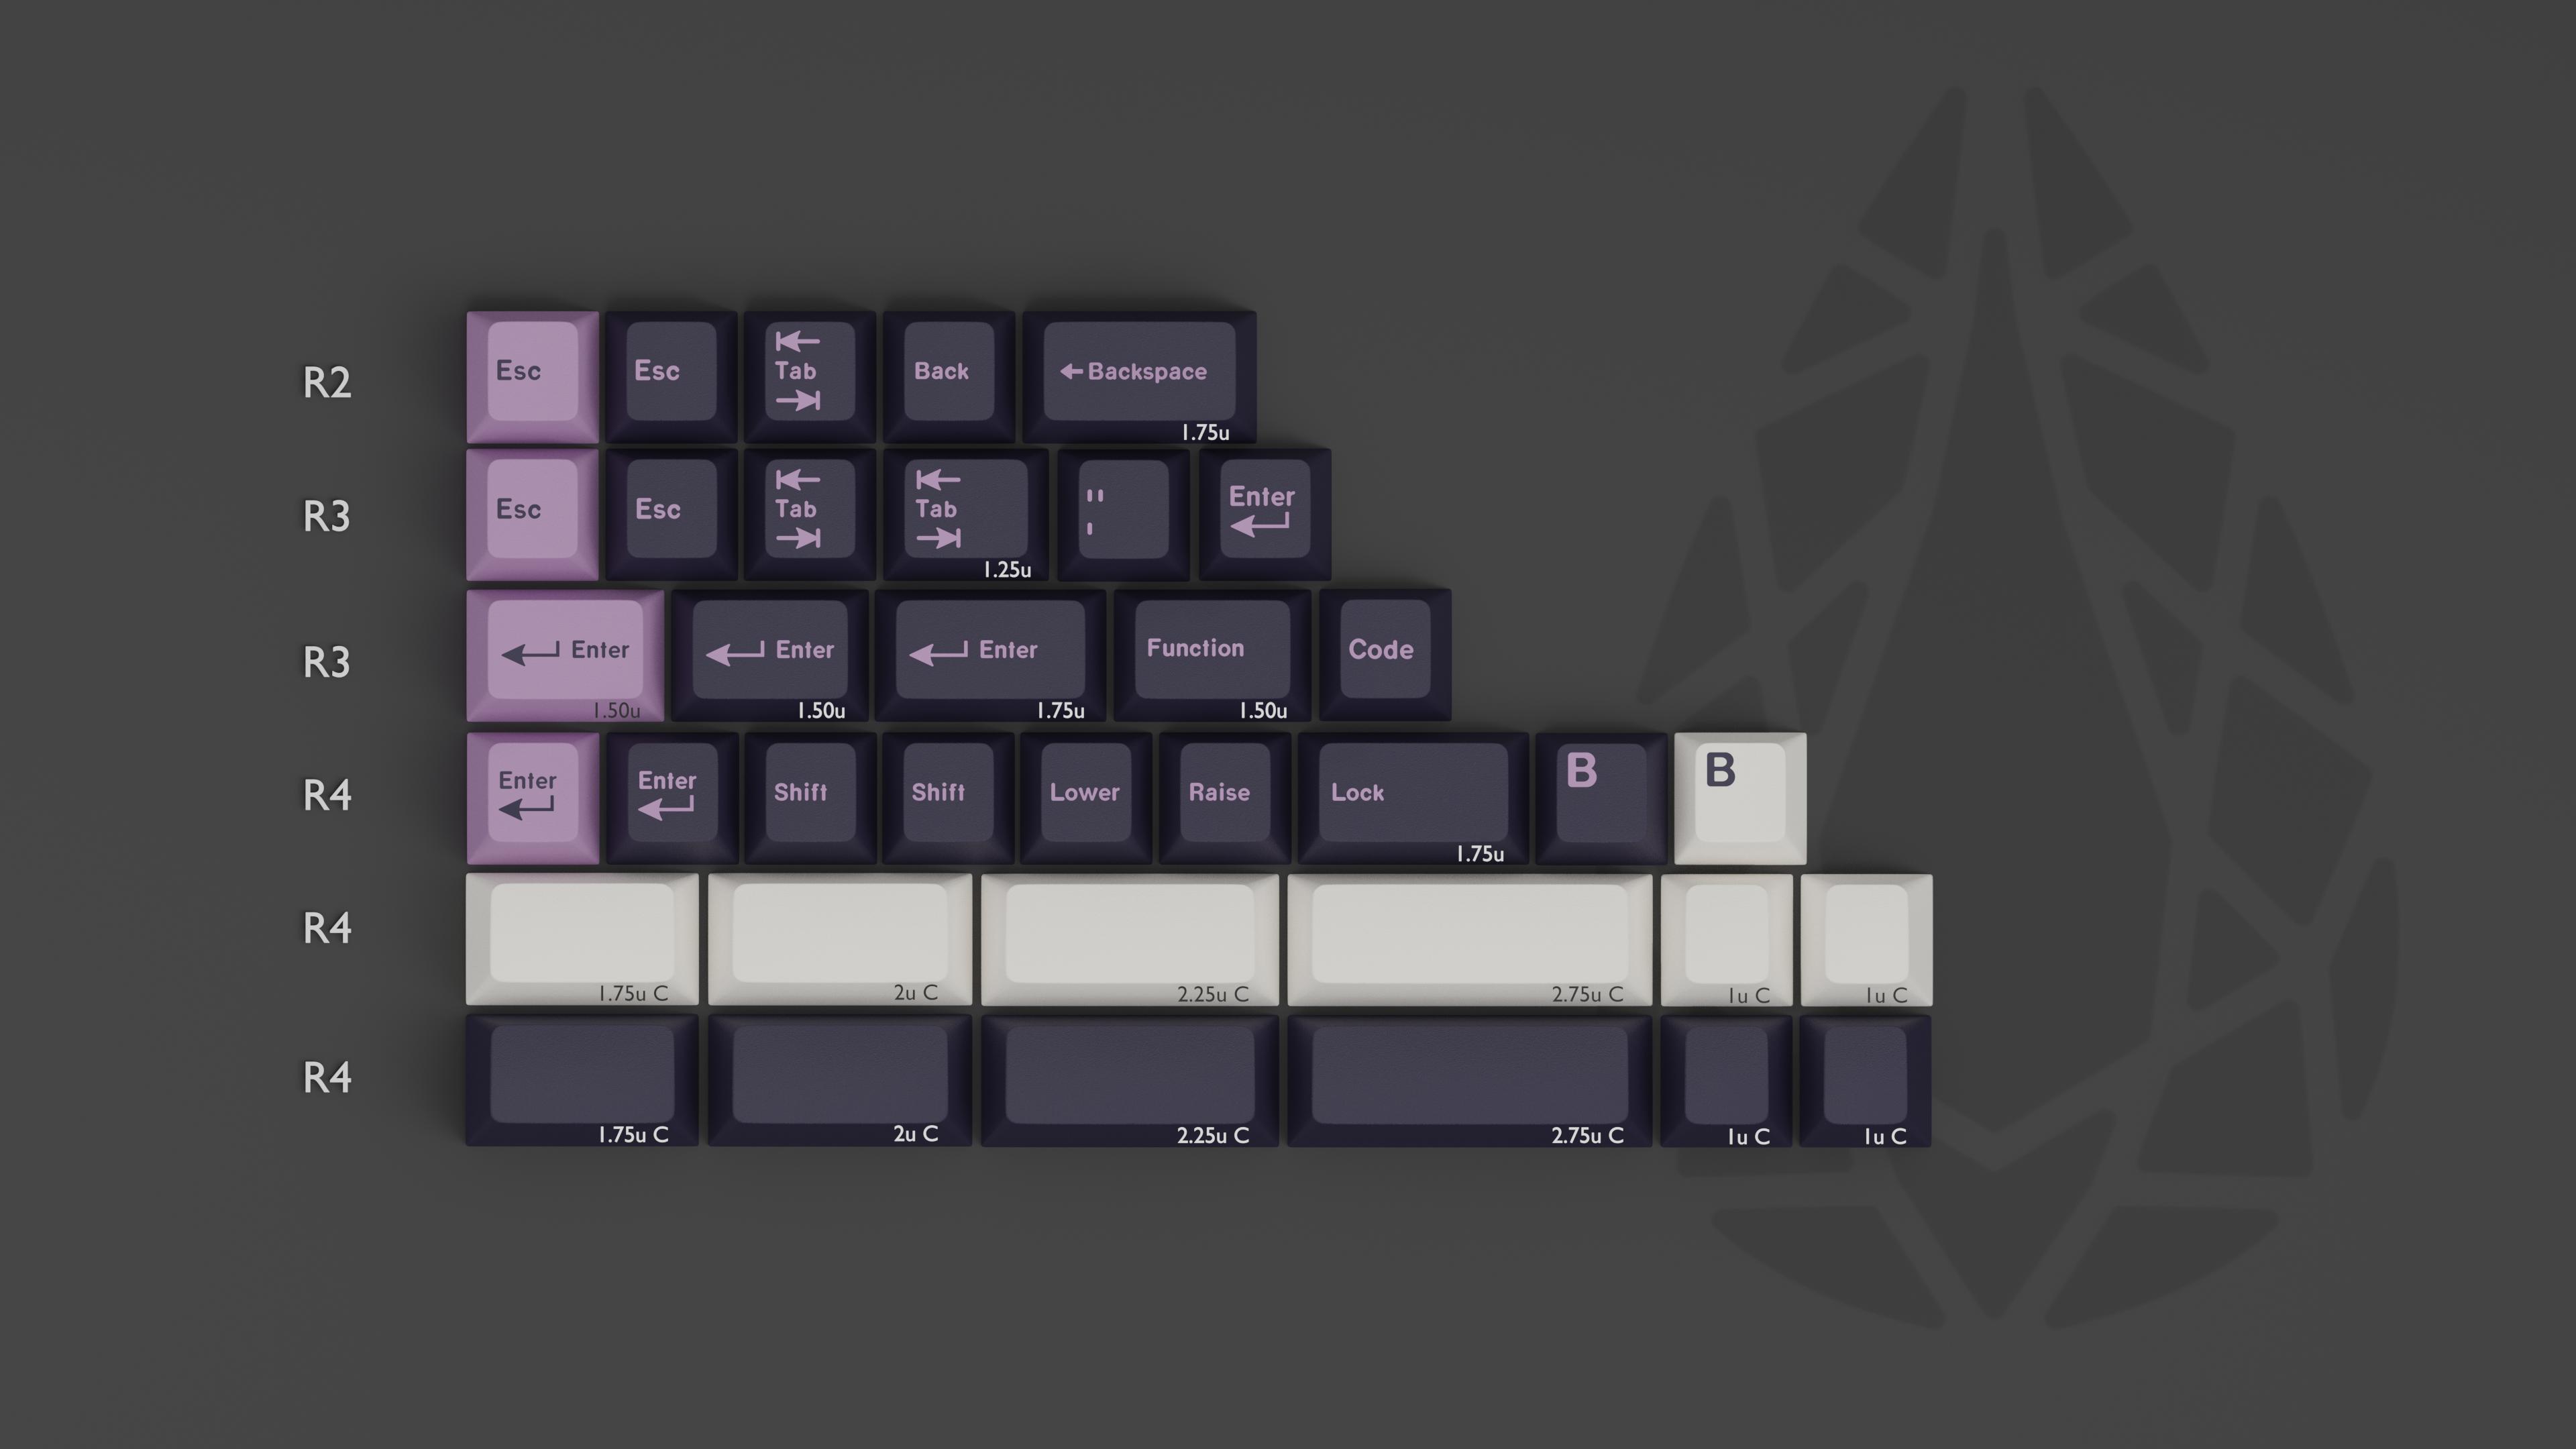 R2
Esc
Esc
Tab
Back
Backspace
1.75u
R3
Esc
Esc
Tab
Tab
1.25u
"
'
Enter
R3
Enter
1.50u
Enter
1.50u
Enter
1.75u
Function
1.50u
Code
R4
Enter
Enter
Shift
Shift
Lower
Raise
Lock
1.75u
B
B
R4
1.75u C
2u C
2.25u C
2.75u C
1u C
1u C
R4
1.75u C
2u C
2.25u C
2.75u C
1u C
1u C